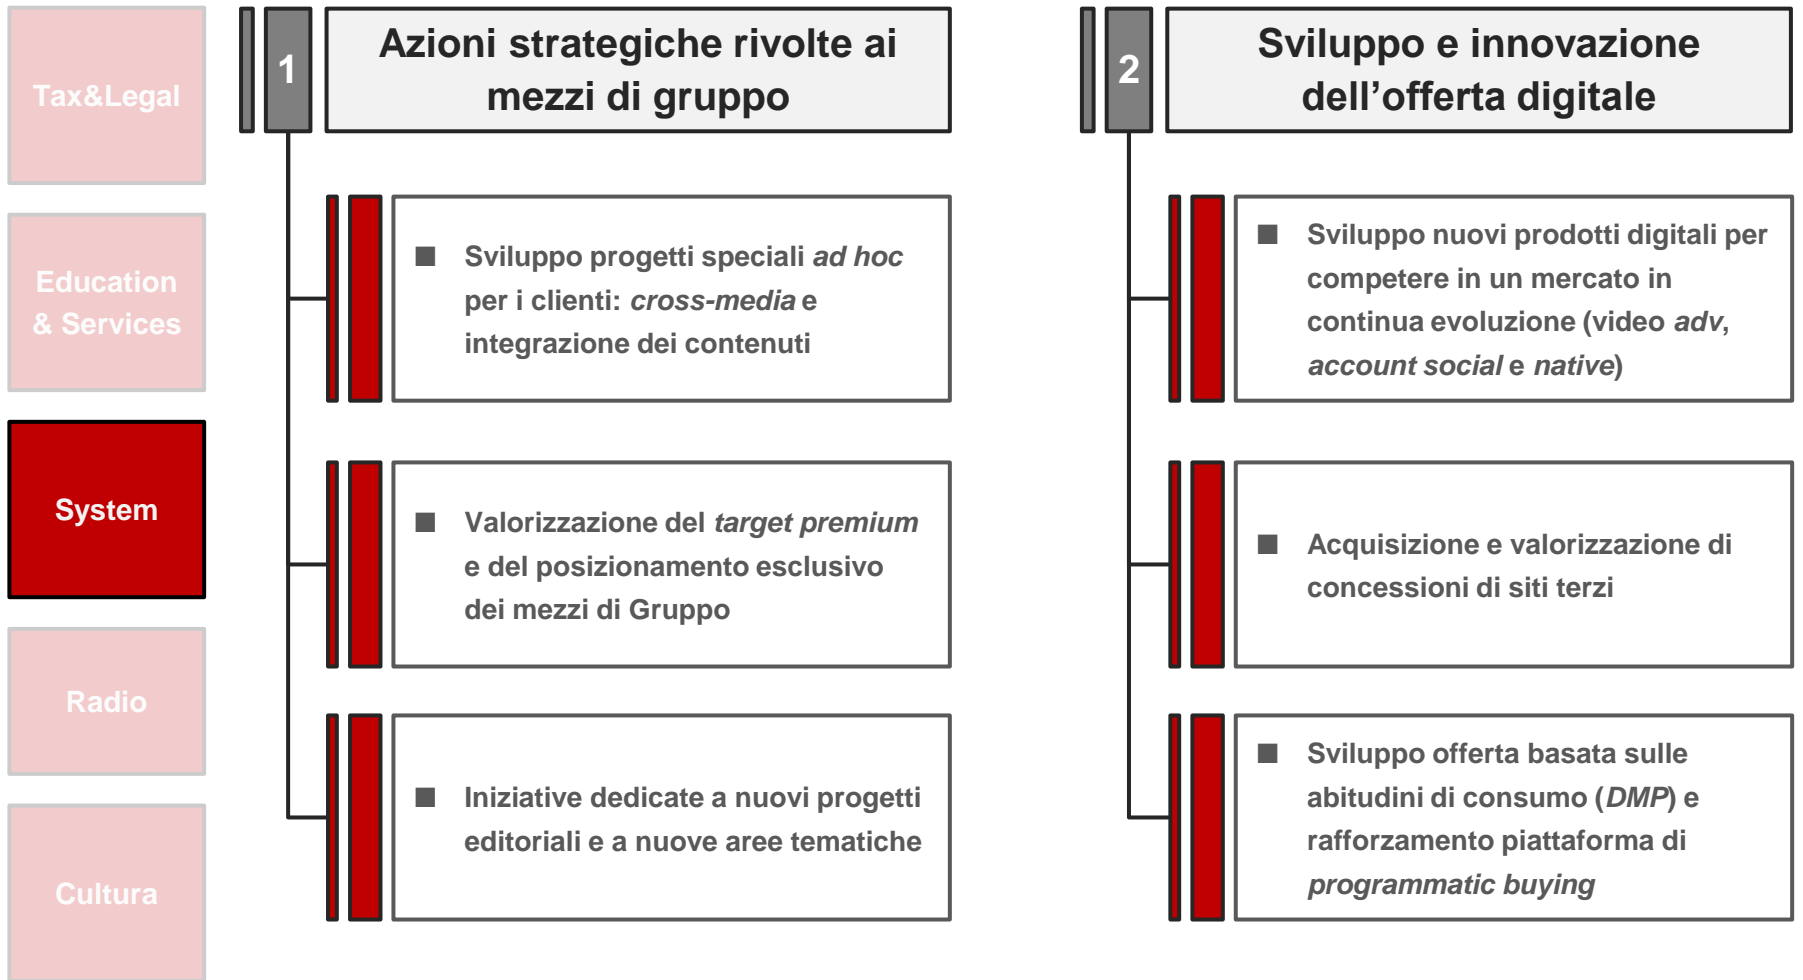 Tax&Legal
Education
& Services
System
Radio
Cultura
1
Azioni strategiche rivolte ai
mezzi di gruppo
■ Sviluppo progetti speciali ad hoc
per i clienti: cross-media e
integrazione dei contenuti
■ Valorizzazione del target premium
e del posizionamento esclusivo
dei mezzi di Gruppo
■ Iniziative dedicate a nuovi progetti
editoriali e a nuove aree tematiche
2
Sviluppo e innovazione
dell’offerta digitale
■ Sviluppo nuovi prodotti digitali per
competere in un mercato in
continua evoluzione (video adv,
account social e native)
■ Acquisizione e valorizzazione di
concessioni di siti terzi
■ Sviluppo offerta basata sulle
abitudini di consumo (DMP) e
rafforzamento piattaforma di
programmatic buying